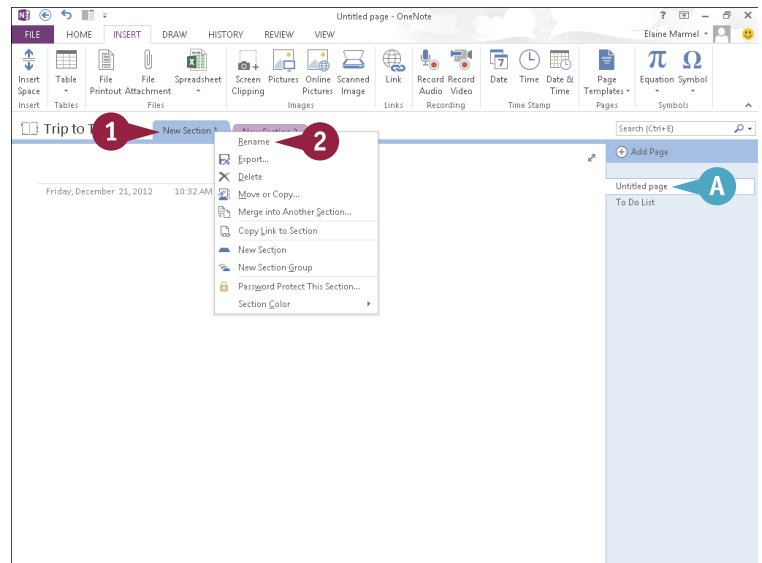 Untitled page - OneNote
FILE HOME INSERT DRAW HISTORY REVIEW VIEW Elaine Marmel
Insert Space Table File Printout File Attachment Spreadsheet Screen Clipping Pictures Online Pictures Scanned Image Link Record Audio Record Video Date Time Date & Time Page Templates Equation Symbol
Insert Tables Files Images Links Recording Time Stamp Pages Symbols
Trip to 1 New Section 1 New Section 2 Search (Ctrl+E)
Rename 2
Add Page
Export...
Delete
Untitled page A
Friday, December 21, 2012 10:32 AM
Move or Copy...
To Do List
Merge into Another Section...
Copy Link to Section
New Section
New Section Group
Password Protect This Section...
Section Color